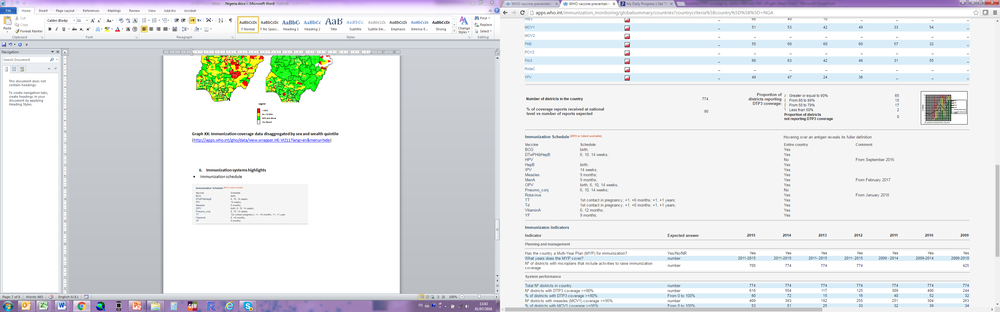 Nigeria.docx - Microsoft Word
File Home Insert Page Layout References Mailings Review View Add-Ins Acrobat
Cut
Copy
Format Painter
Paste
Calibri (Body) 11
AaBbCcDc AaBbCcDc AaBbC AaBbCc AaB AaBbCc. AaBbCcDc AaBbCcDc AaBbCcDc AaBbCcDc
¶ Normal ¶ No Spaci... Heading 1 Heading 2 Title Subtitle Subtle Em... Emphasis Intense E... Strong
Change Styles
Find
Replace
Select
Clipboard Font Paragraph Styles Editing
Navigation
Search Document
This document does not
contain headings.
To create navigation tabs,
create headings in your
document by applying
Heading Styles.
Legend
< 50%
50 -79.99%
80% and Above
No Report
Graph XX: Immunization coverage data disaggregated by sex and wealth quintile
(http://apps.who.int/gho/data/view.wrapper.HE-VIZ11?lang=en&menu=hide)
6. Immunization systems highlights
• Immunization schedule
Immunization Schedule (2015 or latest available)
Vaccine Schedule
BCG birth;
DTwPHibHepB 6, 10, 14 weeks;
IPV 14 weeks;
Measles 9 months;
OPV birth; 6, 10, 14 weeks;
Pneumo_conj 6, 10, 14 weeks;
TT 1st contact pregnancy; +1, +6 months; +1, +1 year;
VitaminA 6, +6 months;
YF 9 months;
Page: 7 of 8 Words: 665 English (U.K.) 100%
FR 13:43
01/07/2016
WHO vaccine-preventable WHO vaccine-preventable My Daily Progress | Get Th
apps.who.int/immunization_monitoring/globalsummary/countries?countrycriteria%5Bcountry%5D%5B%5D=NGA
Hib3 _ 66 49 10 _ _ _ _
MCV1 _ 51 53 42 49 33 54 _
MCV2 _ _ _ _ _ _ _ _
PAB _ 55 60 60 60 57 32 _
PCV3 _ _ _ _ _ _ _ _
Pol3 _ 66 63 42 48 31 55 _
RotaC _ _ _ _ _ _ _ _
YFV _ 49 47 24 38 _ _ _
Number of districts in the country 774
% of coverage reports received at national
level vs number of reports expected 90
Proportion of
districts reporting
DTP3 coverage:
/ Greater or equal to 90% 65
| From 80 to 89% 15
| From 50 to 79% 17
\ Less than 50% 2
Proportion of districts
not reporting DTP3 coverage 0
Immunization Schedule (2015 or latest available) Hovering over an antigen reveals its fuller definition
Vaccine Schedule Entire country Comment
BCG birth; Yes
DTwPHibHepB 6, 10, 14 weeks; Yes
HPV No From September 2016
HepB birth; Yes
IPV 14 weeks; Yes
Measles 9 months; Yes
MenA 9 months; Yes From February 2017
OPV birth; 6, 10, 14 weeks; Yes
Pneumo_conj 6, 10, 14 weeks; No
Rotavirus Yes From January 2018
TT 1st contact in pregnancy; +1, +6 months; +1, +1 years; Yes
Td 1st contact in pregnancy; +1, +6 months; +1, +1 years; Yes
VitaminA 6, 12 months; Yes
YF 9 months; Yes
Immunizaton indicators
Indicator Expected answer 2015 2014 2013 2012 2011 2010 2009
Planning and management
Has the country a Multi-Year Plan (MYP) for immunization? Yes/No/NR Yes Yes Yes Yes Yes Yes Yes
What years does the MYP cover? number 2011-2015 2011-2015 2011- 2015 2011- 2015 2009 - 2014 2009-2014 2006-2010
Nº of districts with microplans that include activities to raise immunization
coverage number 705 774 774 774 425
System performance
Total Nº districts in country number 774 774 774 774 774 774 774
Nº districts with DTP3 coverage >=80% number 616 554 117 125 309 406 244
% of districts with DTP3 coverage >=80% From 0 to 100% 80 72 15 16 40 52 32
Nº districts with measles (MCV1) coverage >=95% number 409 393 192 255 251 304 263
% of districts with MCV1 coverage >=95% From 0 to 100% 53 51 25 33 32 39 34